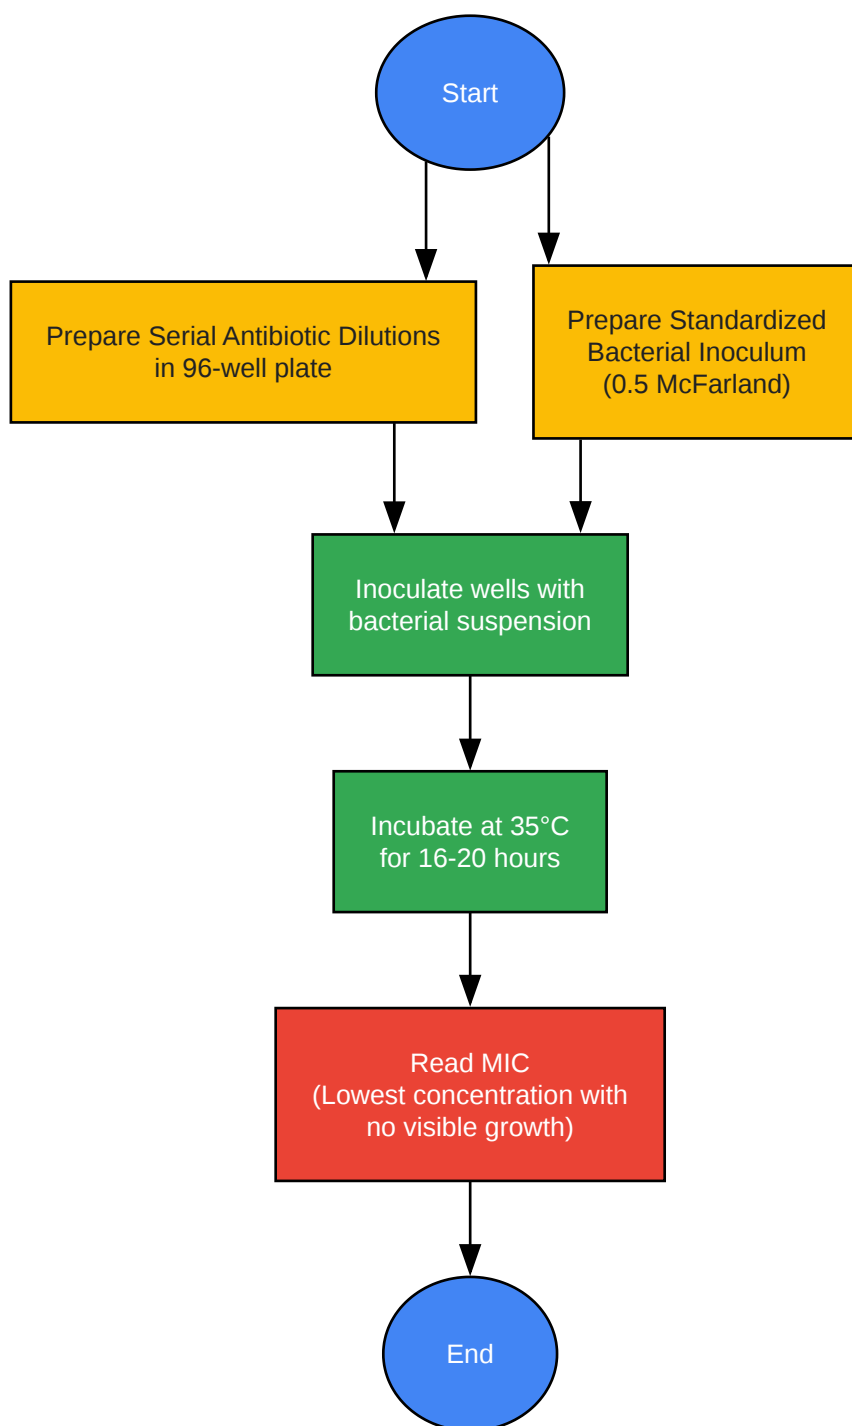 Start
Prepare Serial Antibiotic Dilutions
in 96-well plate
Prepare Standardized
Bacterial Inoculum
(0.5 McFarland)
Inoculate wells with
bacterial suspension
Incubate at 35°C
for 16-20 hours
Read MIC
(Lowest concentration with
no visible growth)
End